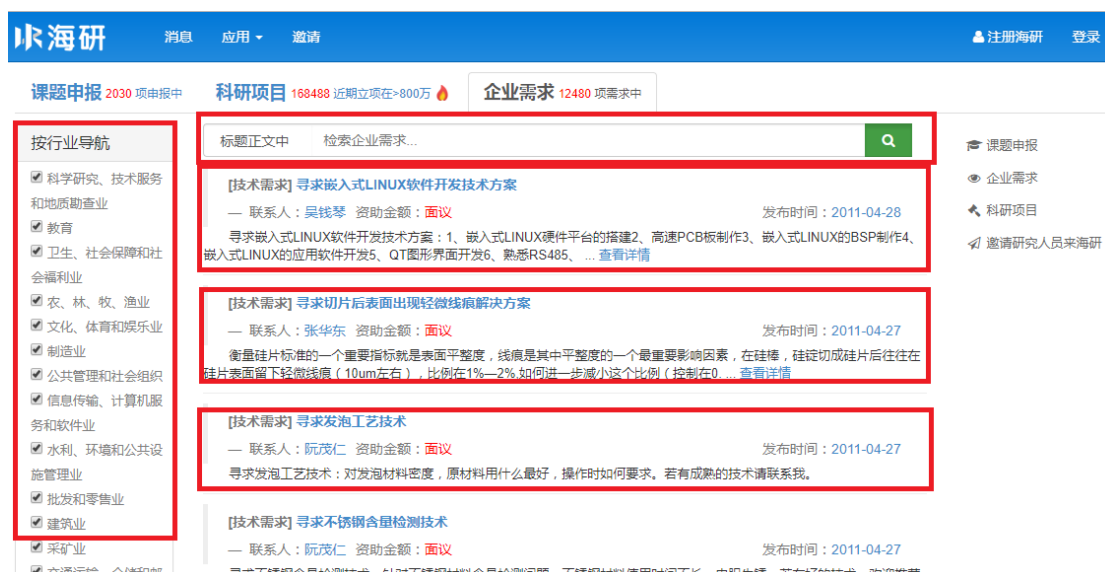 海研 消息 应用 邀请 注册海研 登录
课题申报 2030 项申报中 科研项目 168488 近期立项在>800万 企业需求 12480 项需求中
按行业导航
科学研究、技术服务
和地质勘查业
教育
卫生、社会保障和社
会福利业
农、林、牧、渔业
文化、体育和娱乐业
制造业
公共管理和社会组织
信息传输、计算机服
务和软件业
水利、环境和公共设
施管理业
批发和零售业
建筑业
采矿业
标题正文中 检索企业需求...
[技术需求] 寻求嵌入式LINUX软件开发技术方案
— 联系人：吴钱琴 资助金额：面议 发布时间：2011-04-28
寻求嵌入式LINUX软件开发技术方案：1、嵌入式LINUX硬件平台的搭建2、高速PCB板制作3、嵌入式LINUX的BSP制作4、
嵌入式LINUX的应用软件开发5、QT图形界面开发6、熟悉RS485、 ... 查看详情
[技术需求] 寻求切片后表面出现轻微线痕解决方案
— 联系人：张华东 资助金额：面议 发布时间：2011-04-27
衡量硅片标准的一个重要指标就是表面平整度，线痕是其中平整度的一个最重要影响因素，在硅棒，硅锭切成硅片后往往在
硅片表面留下轻微线痕（10um左右），比例在1%—2%.如何进一步减小这个比例（控制在0. ... 查看详情
[技术需求] 寻求发泡工艺技术
— 联系人：阮茂仁 资助金额：面议 发布时间：2011-04-27
寻求发泡工艺技术：对发泡材料密度，原材料用什么最好，操作时如何要求。若有成熟的技术请联系我。
[技术需求] 寻求不锈钢含量检测技术
— 联系人：阮茂仁 资助金额：面议 发布时间：2011-04-27
课题申报
企业需求
科研项目
邀请研究人员来海研